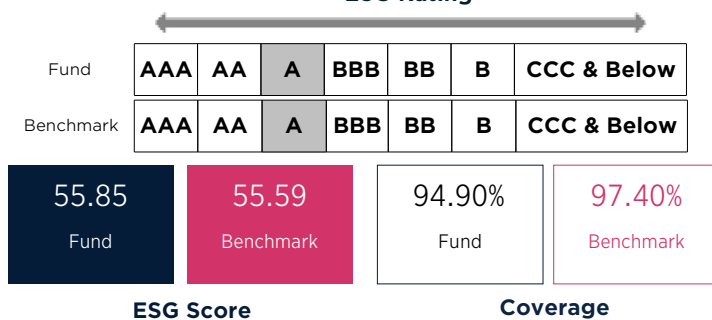 Fund AAA AA A BBB BB B CCC & Below
Benchmark AAA AA A BBB BB B CCC & Below
55.85 55.59 94.90% 97.40%
Fund Benchmark Fund Benchmark
ESG Score Coverage